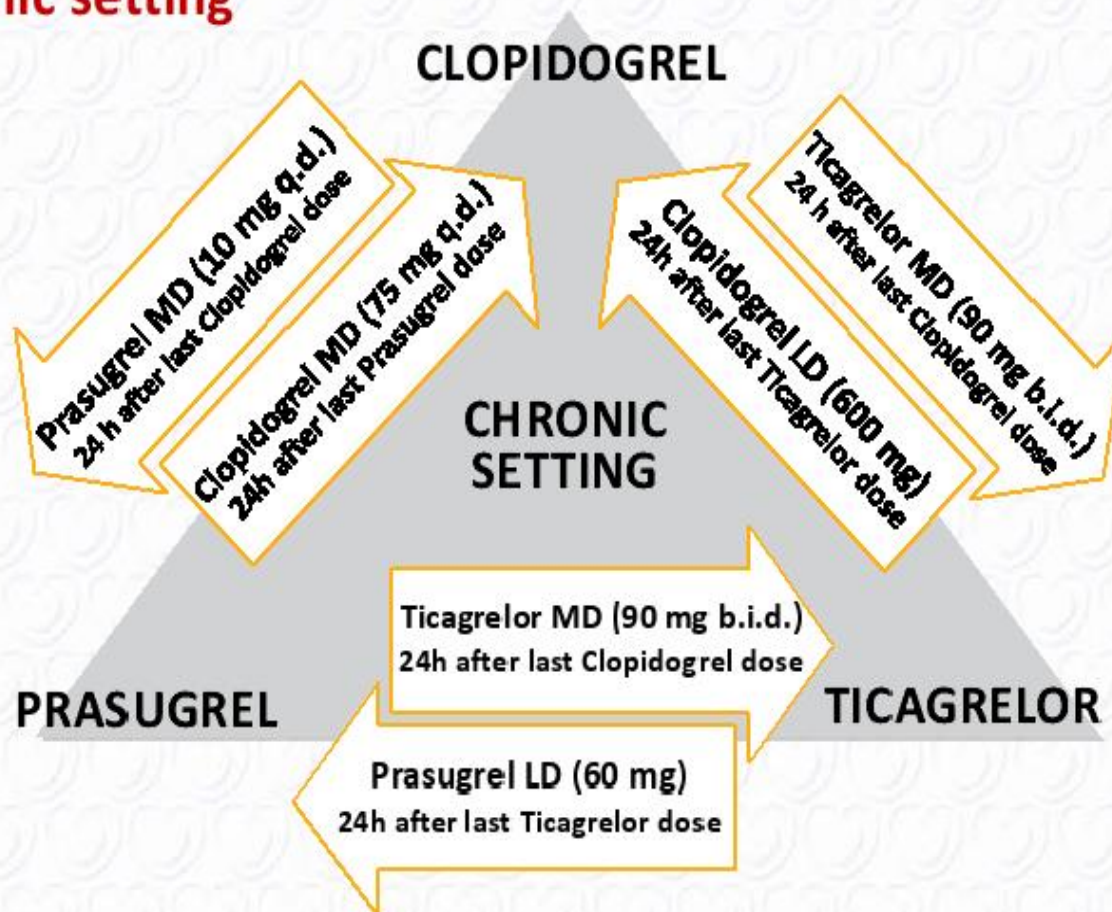 nic setting
CLOPIDOGREL
Prasugrel MD (10 mg q.d.)
24 h after last Clopidogrel dose
Clopidogrel MD (75 mg q.d.)
24h after last Prasugrel dose
Clopidogrel LD (600 mg)
24h after last Ticagrelor dose
Ticagrelor MD (90 mg b.i.d.)
24 h after last Clopidogrel dose
CHRONIC
SETTING
Ticagrelor MD (90 mg b.i.d.)
24h after last Clopidogrel dose
PRASUGREL
TICAGRELOR
Prasugrel LD (60 mg)
24h after last Ticagrelor dose